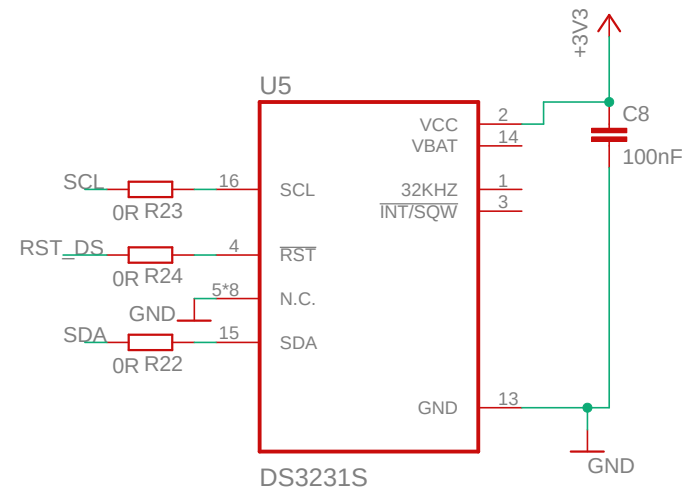 +3V3
U5
C8
100nF
VCC
2
VBAT
14
SCL
0R
R23
16
SCL
32KHZ
1
INT/SQW
3
RST_DS
0R
R24
4
RST
GND
5*8
N.C.
SDA
0R
R22
15
SDA
GND
13
GND
DS3231S